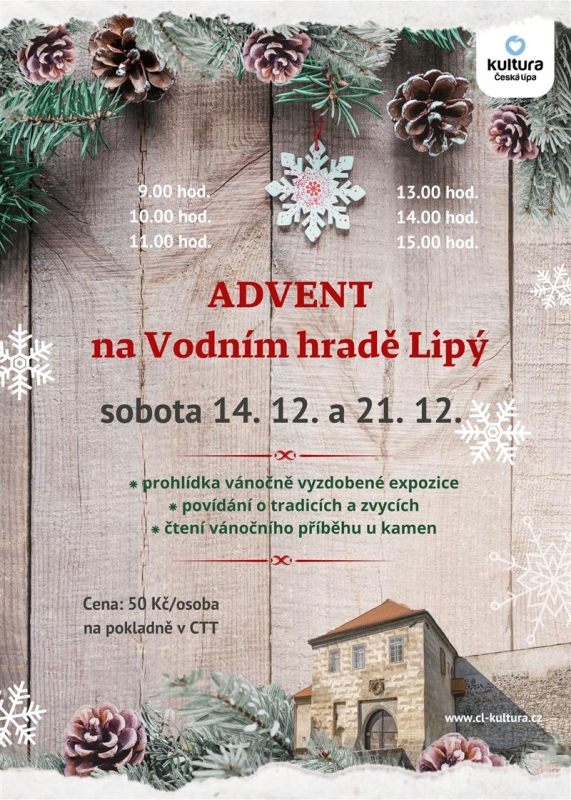 kultura
Česká Lípa
9.00 hod.
10.00 hod.
11.00 hod.
13.00 hod.
14.00 hod.
15.00 hod.
ADVENT
na Vodním hradě Lipý
sobota 14. 12. a 21. 12.
* prohlídka vánočně vyzdobené expozice
* povídání o tradicích a zvycích
* čtení vánočního příběhu u kamen
Cena: 50 Kč/osoba
na pokladně v CTT
www.cl-kultura.cz